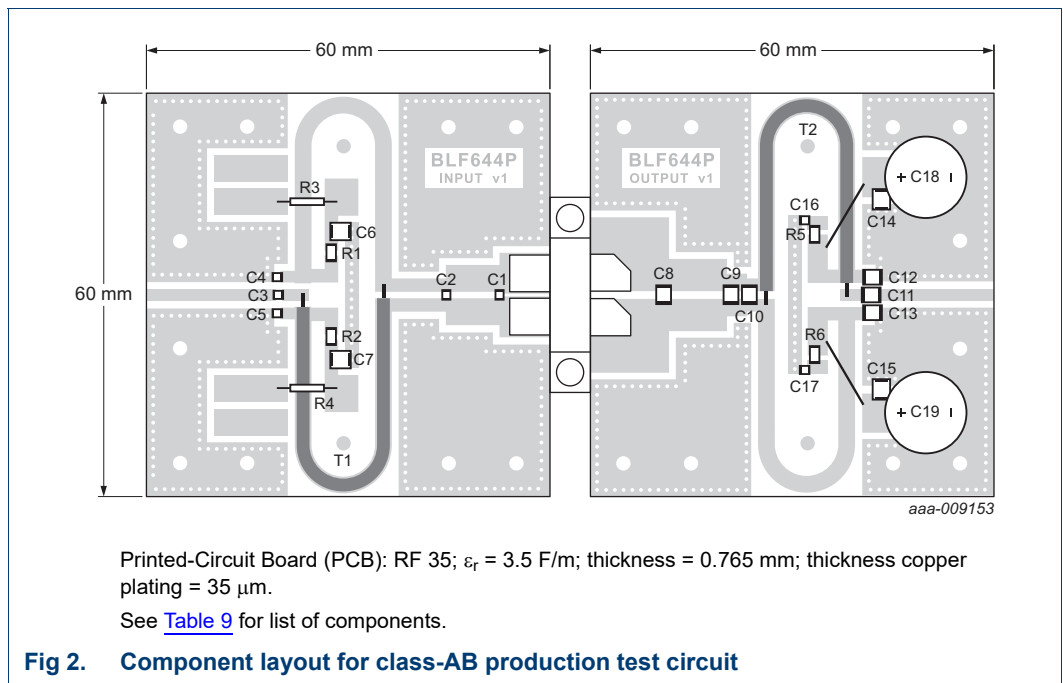 60 mm
60 mm
60 mm
BLF644P
INPUT v1
BLF644P
OUTPUT v1
T2
R3
C6
R1
C4
C3
C5
C2
C1
R2
C7
R4
T1
C16
R5
C18
+ -
C14
C8
C9
C10
C12
C11
C13
R6
C17
C15
+ C19 -
aaa-009153
Printed-Circuit Board (PCB): RF 35; εr = 3.5 F/m; thickness = 0.765 mm; thickness copper
plating = 35 μm.
See Table 9 for list of components.
Fig 2. Component layout for class-AB production test circuit